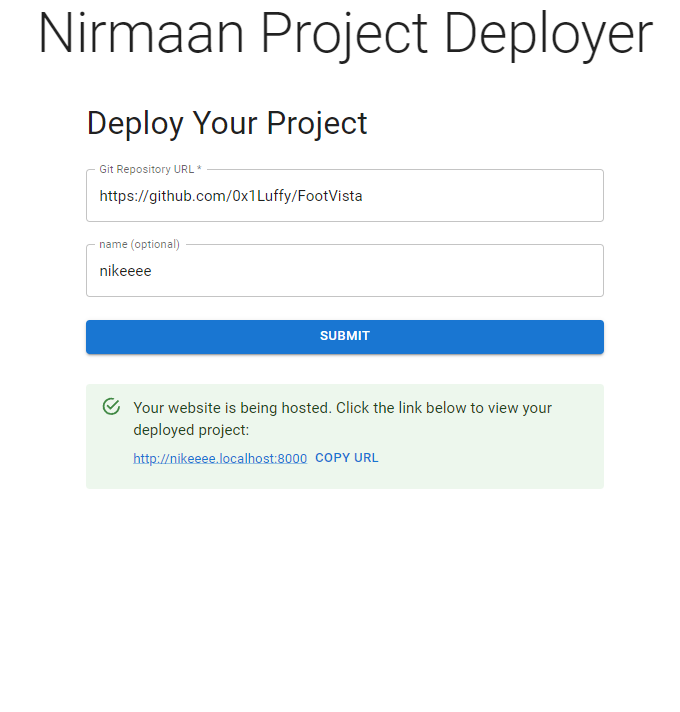 Nirmaan Project Deployer
Deploy Your Project
Git Repository URL *
https://github.com/0x1Luffy/FootVista
name (optional)
nikeeee
SUBMIT
Your website is being hosted. Click the link below to view your
deployed project:
http://nikeeee.localhost:8000 COPY URL